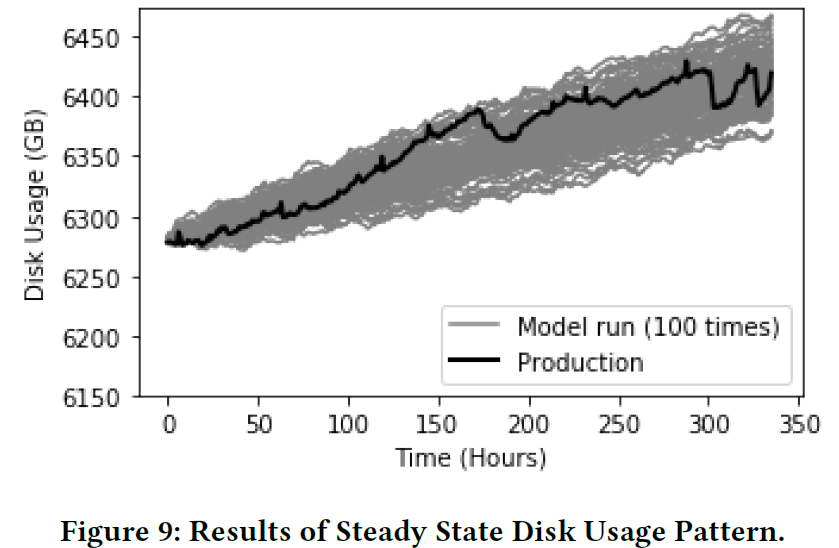 6450
6400
6350
6300
6250
6200
6150
Disk Usage (GB)
Model run (100 times)
Production
0 50 100 150 200 250 300 350
Time (Hours)
Figure 9: Results of Steady State Disk Usage Pattern.